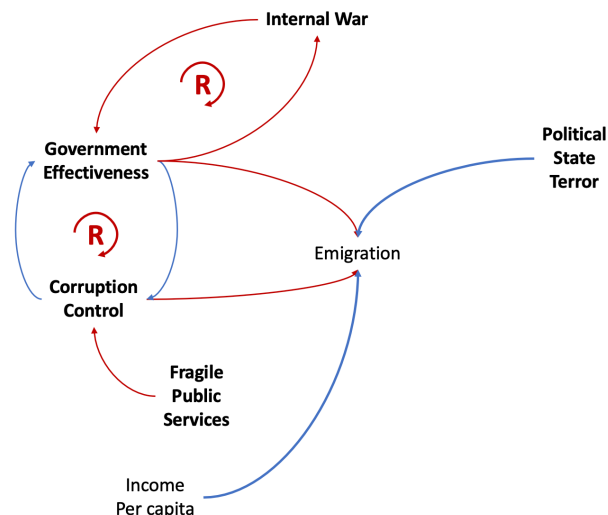 Internal War
R
Political
State
Terror
Government
Effectiveness
R
Emigration
Corruption
Control
Fragile
Public
Services
Income
Per capita